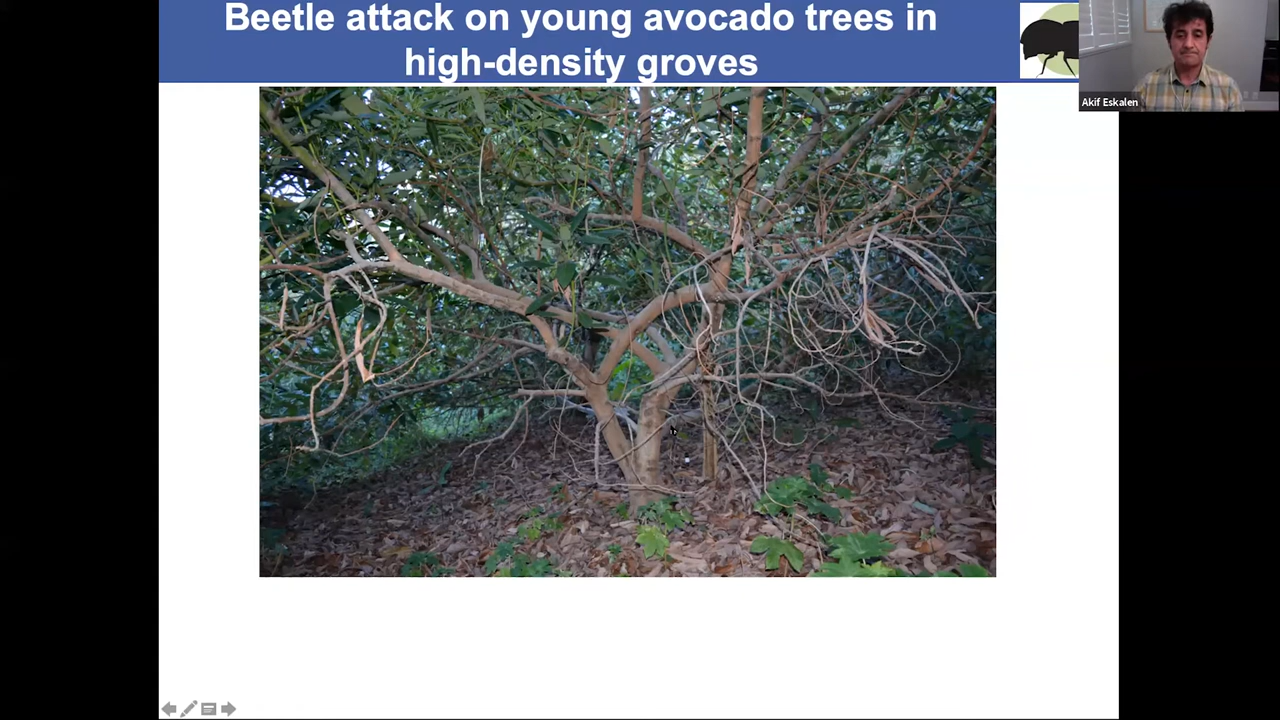 Beetle attack on young avocado trees in
high-density groves
Akif Eskalen